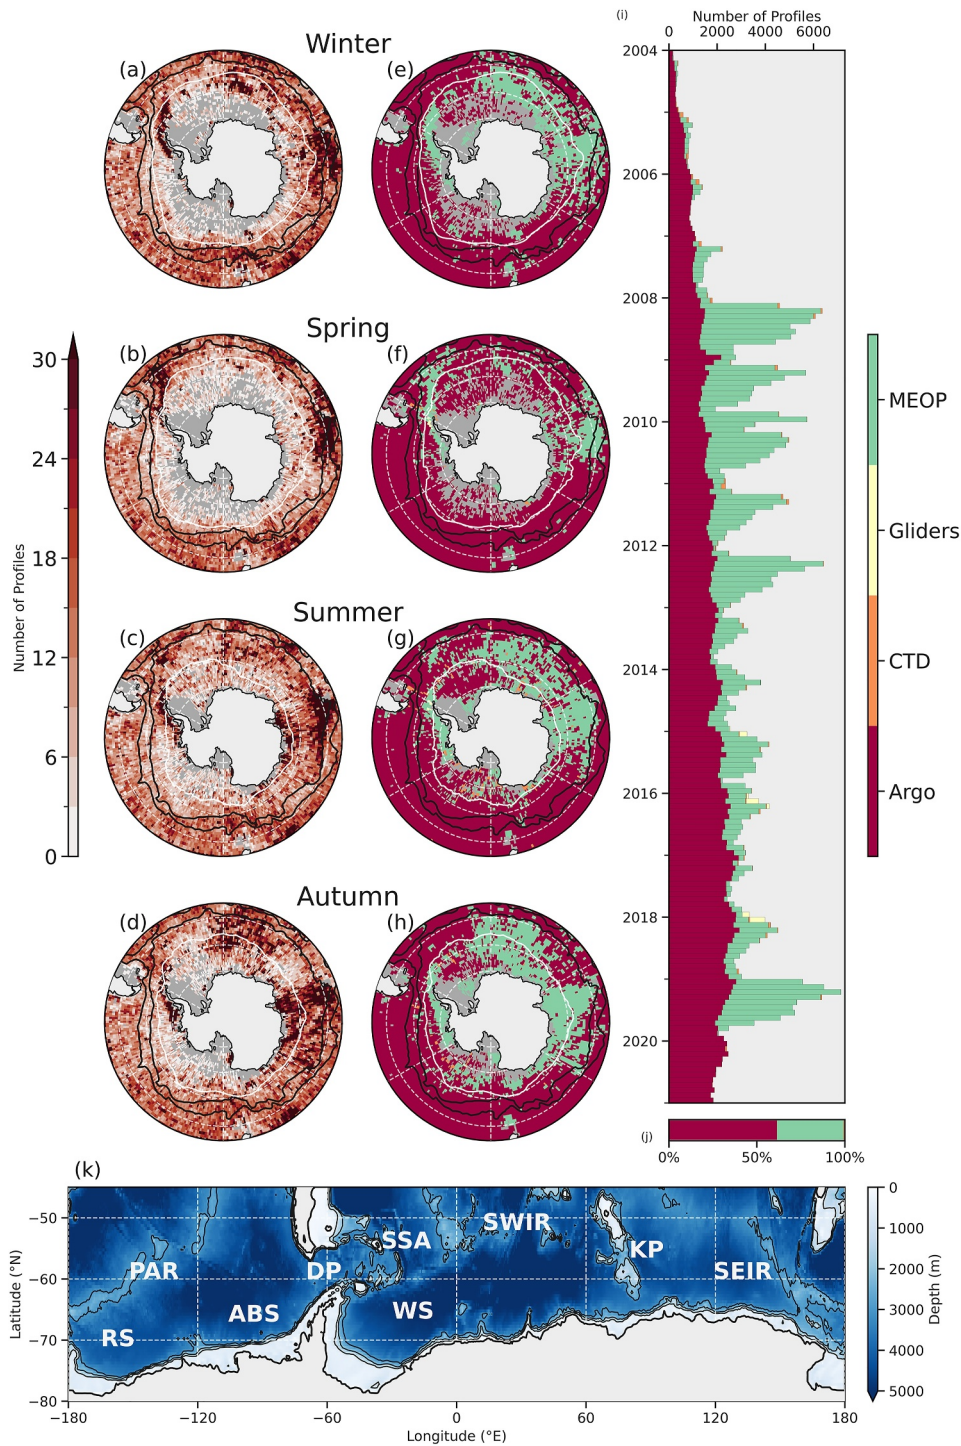 (i)
Number of Profiles
0 2000 4000 6000
Winter
(a) (e)
2004
2006
2008
2010
2012
2014
2016
2018
2020
Spring
(b) (f)
30
24
18
12
6
0
Number of Profiles
Summer
(c) (g)
Autumn
(d) (h)
MEOP
Gliders
CTD
Argo
(j)
0% 50% 100%
(k)
−50
−60
−70
−80
Latitude (°N)
SWIR
SSA
KP
PAR DP SEIR
ABS WS
RS
−180 −120 −60 0 60 120 180
Longitude (°E)
0
1000
2000
3000
4000
5000
Depth (m)